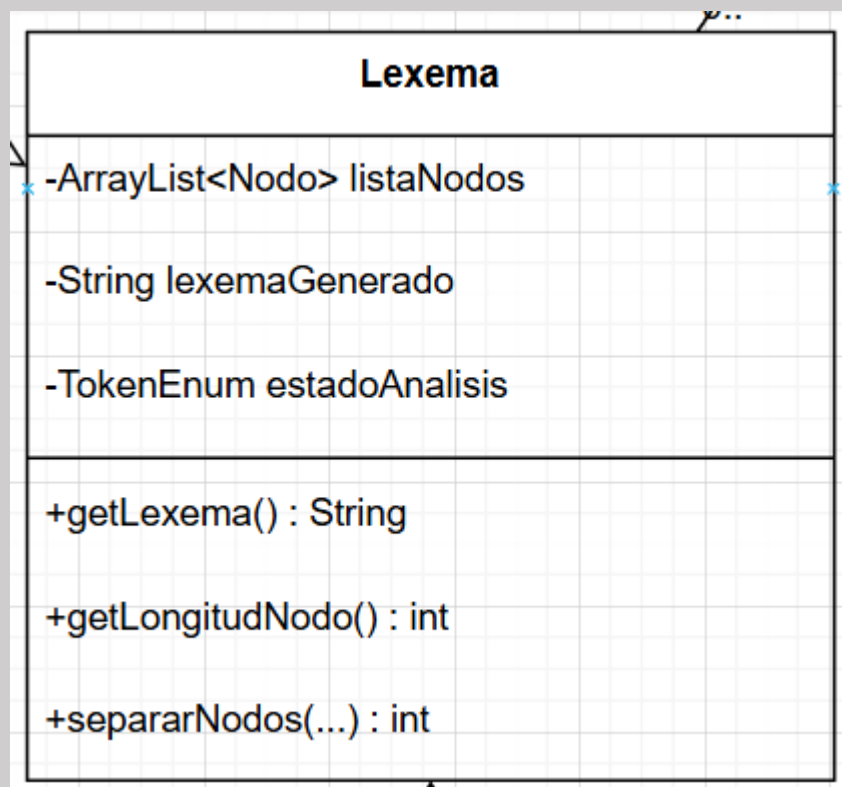 Lexema
-ArrayList<Nodo> listaNodos
-String lexemaGenerado
-TokenEnum estadoAnalisis
+getLexema() : String
+getLongitudNodo() : int
+separarNodos(...) : int